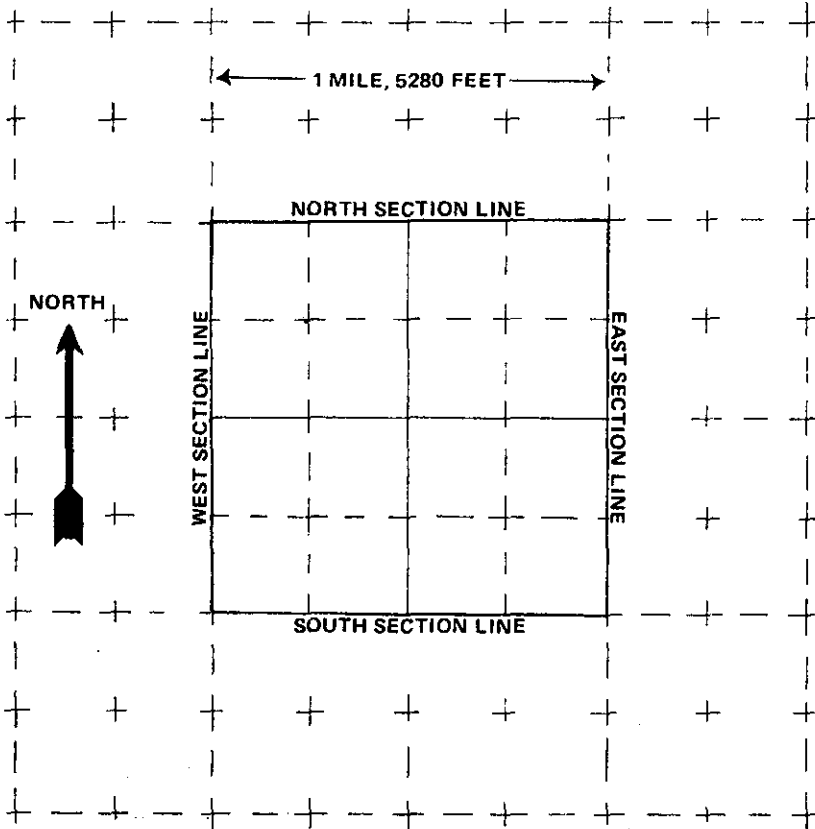 1 MILE, 5280 FEET
NORTH SECTION LINE
NORTH
WEST SECTION LINE
EAST SECTION LINE
SOUTH SECTION LINE